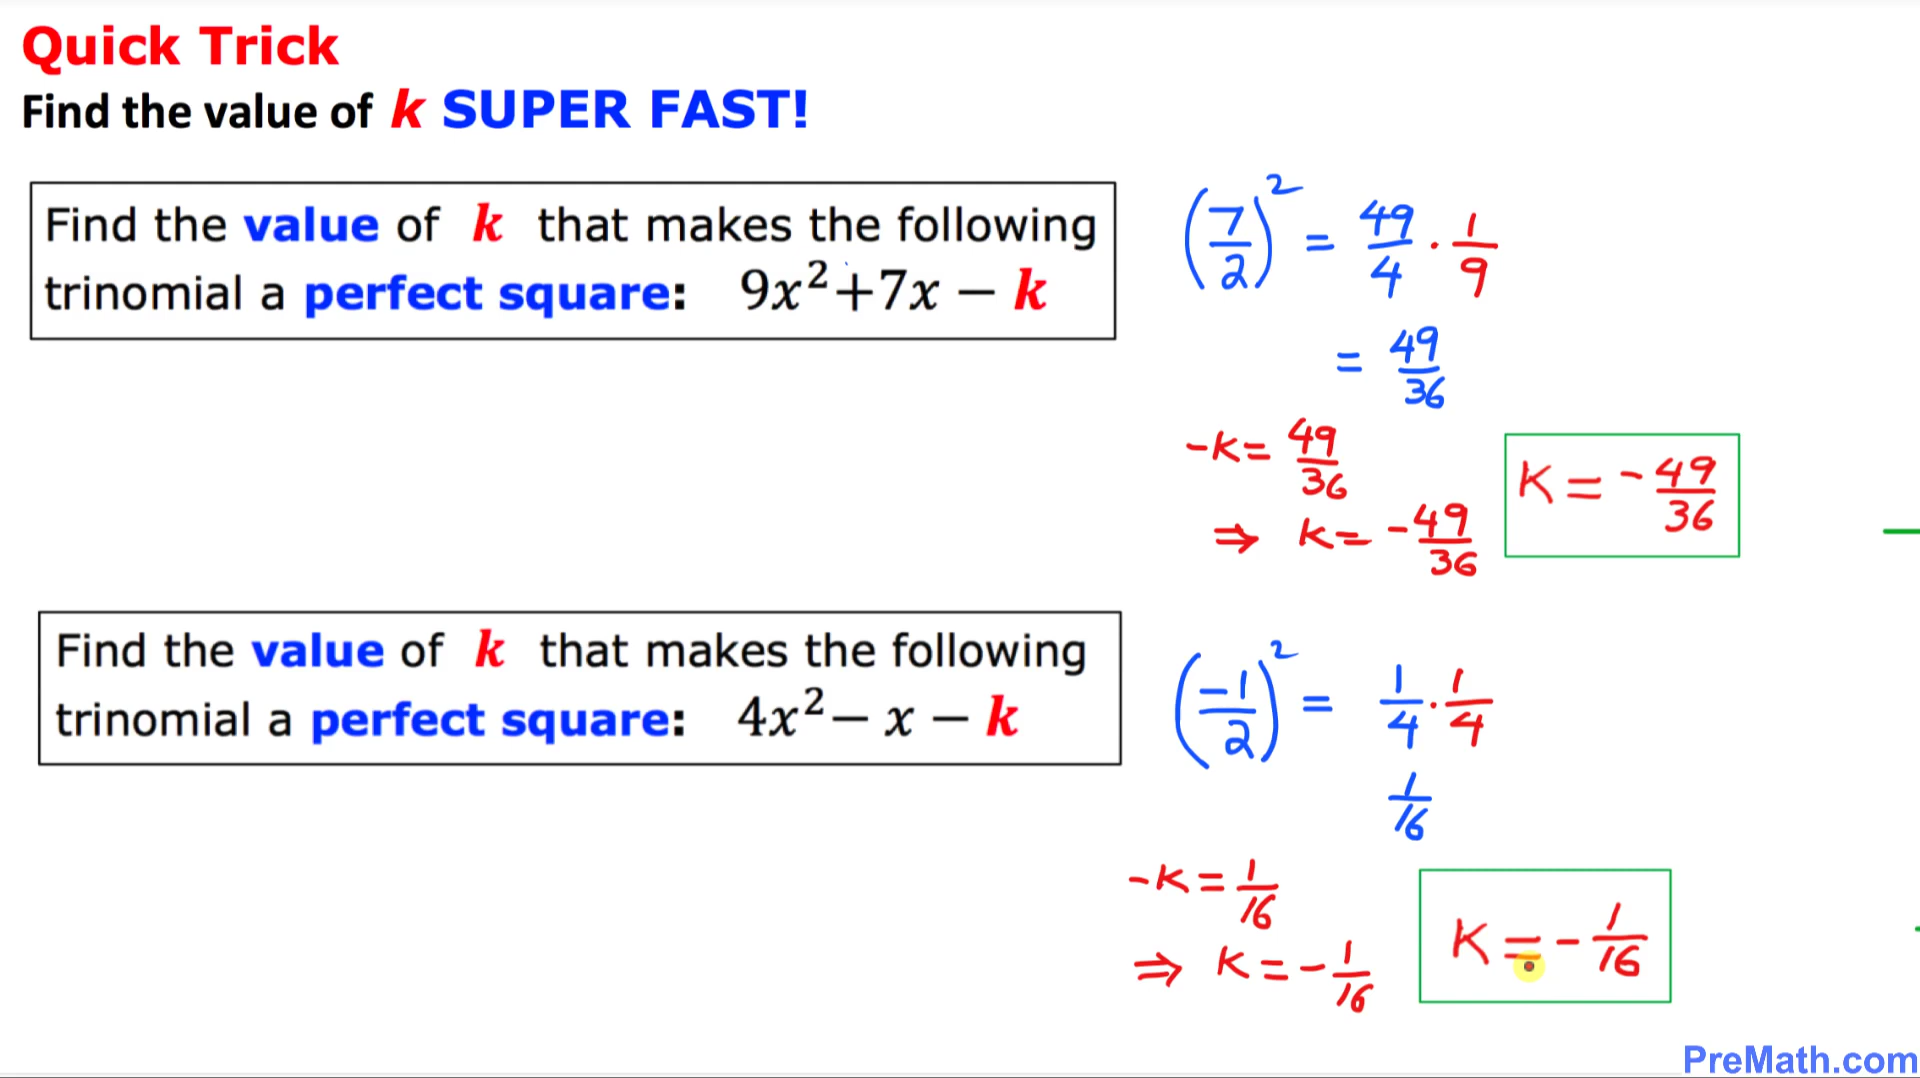 Quick Trick
Find the value of k SUPER FAST!
Find the value of k that makes the following
trinomial a perfect square: 9x²+7x − k
(7/2)² = 49/4 · 1/9
= 49/36
-K = 49/36
⇒ K = -49/36
K = -49/36
Find the value of k that makes the following
trinomial a perfect square: 4x² − x − k
(-1/2)² = 1/4 · 1/4
1/16
-K = 1/16
⇒ K = -1/16
K = -1/16
PreMath.com